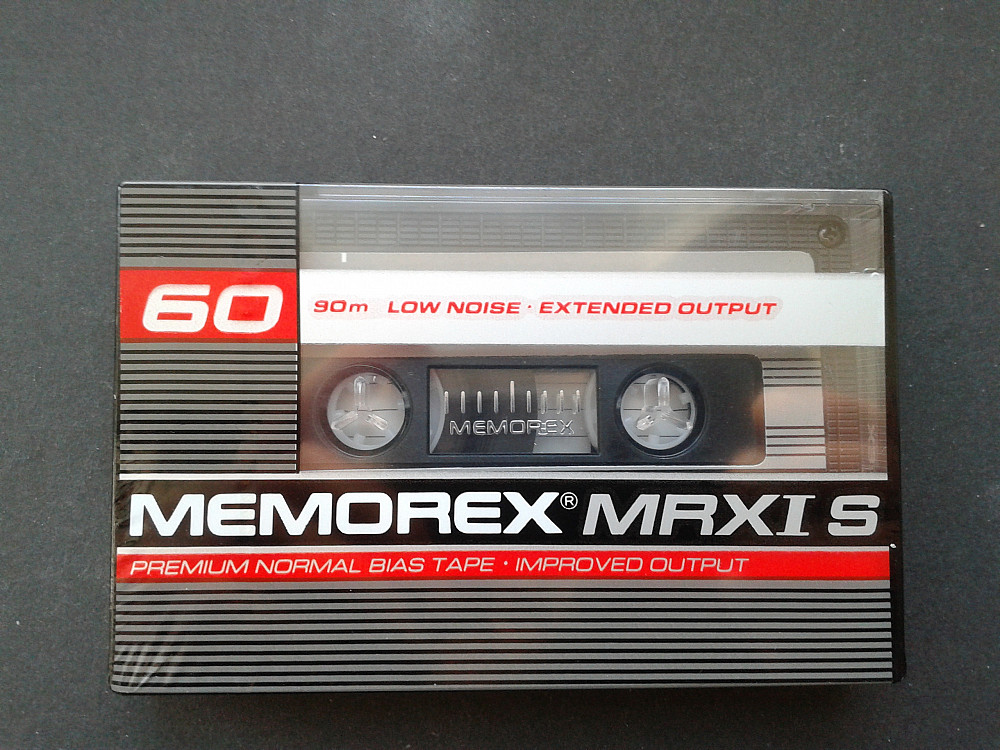 60
90m LOW NOISE · EXTENDED OUTPUT
MEMOREX
MEMOREX® MRXI S
PREMIUM NORMAL BIAS TAPE · IMPROVED OUTPUT